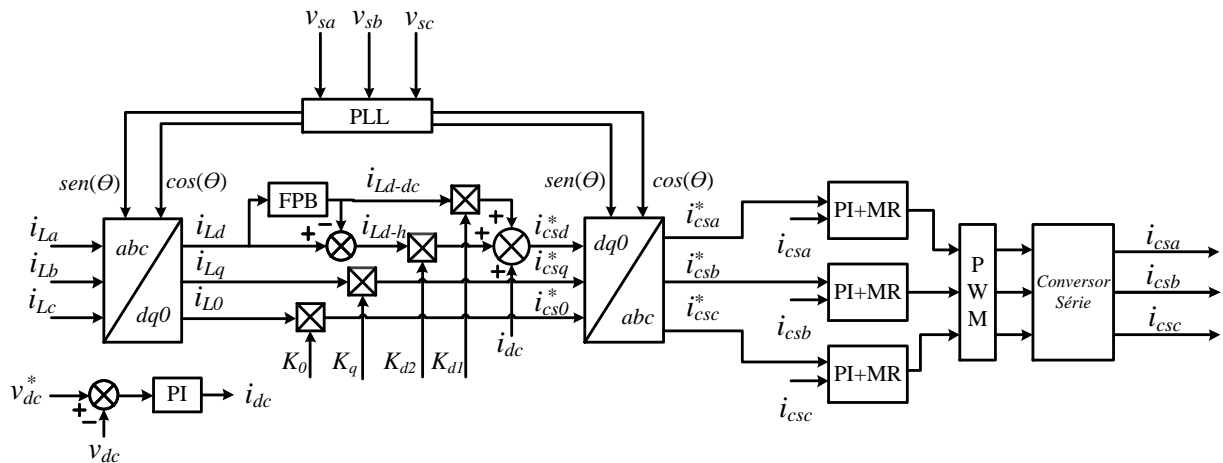 v_sa v_sb v_sc
PLL
sen(Θ) cos(Θ) sen(Θ) cos(Θ)
FPB i_Ld-dc
i_La abc i_Ld i_Ld-h i*_csd dq0 i*_csa PI+MR
i_csa
i_Lb i_Lq i*_csq i*_csb PI+MR
i_csb
i_Lc dq0 i_L0 i*_cs0 abc i*_csc PI+MR
i_csc
PWM
Conversor
Série
i_csa
i_csb
i_csc
K_0 K_q K_d2 K_d1 i_dc
v*_dc PI i_dc
v_dc
+ − + + + + + −